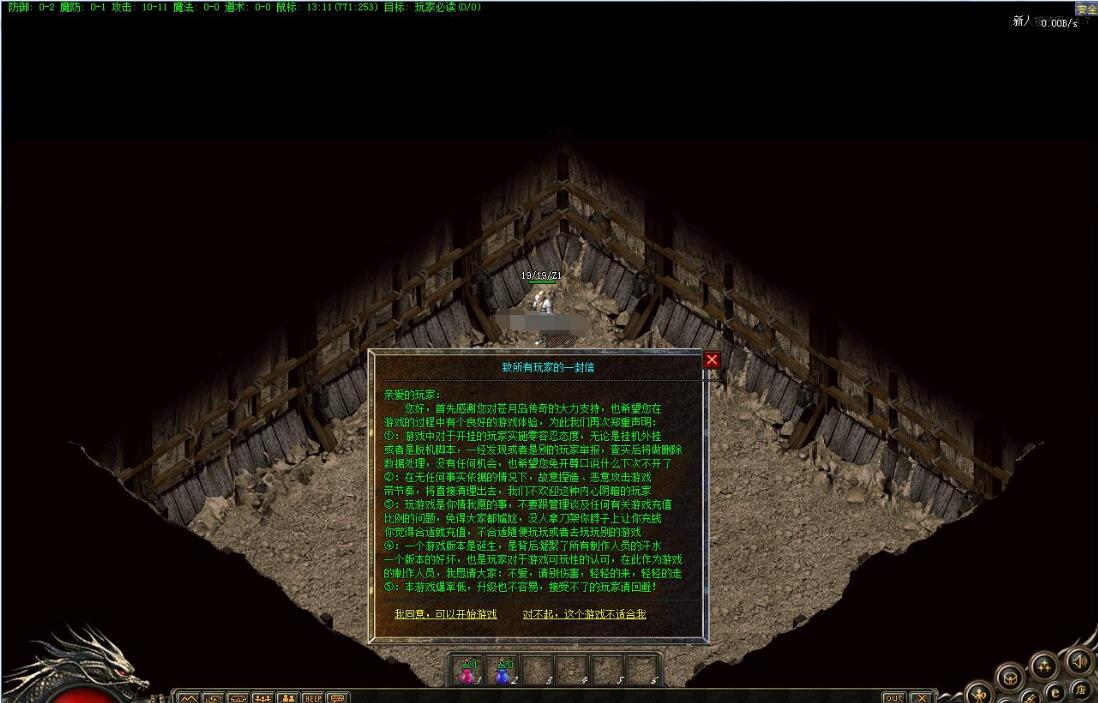 防御: 0-2 魔防: 0-1 攻击: 10-11 魔法: 0-0 道术: 0-0 鼠标: 13:11(771:253) 目标: 玩家必读(0/0)
安全
新人
0.00B/s
19/19/Z1
致所有玩家的一封信
亲爱的玩家:
您好，首先感谢您对苍月岛传奇的大力支持，也希望您在
游戏的过程中有个良好的游戏体验，为此我们再次郑重声明:
①: 游戏中对于开挂的玩家实施零容忍态度，无论是挂机外挂
或者是脱机脚本，一经发现或者是别的玩家举报，查实后将做删除
数据处理，没有任何机会，也希望您免开尊口说什么下次不开了
②: 在无任何事实依据的情况下，故意捏造、恶意攻击游戏
带节奏，将直接清理出去，我们不欢迎这种内心阴暗的玩家
③: 玩游戏是你情我愿的事，不要跟管理谈及任何有关游戏充值
比例的问题，免得大家都尴尬，没人拿刀架你脖子上让你充钱
你觉得合适就充值，不合适随便玩玩或者去玩玩别的游戏
④: 一个游戏版本是诞生，是背后凝聚了所有制作人员的汗水
一个版本的好坏，也是玩家对于游戏可玩性的认可，在此作为游戏
的制作人员，我恳请大家: 不爱，请别伤害，轻轻的来，轻轻的走
⑤: 本游戏爆率低，升级也不容易，接受不了的玩家请回避!
我同意，可以开始游戏 对不起，这个游戏不适合我
x21 x20
1 2 3 4 5 6
HELP
OUT
e
店